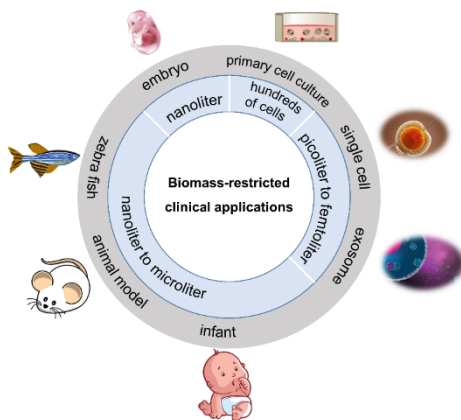 embryo
primary cell culture
single cell
exosome
infant
animal model
zebra fish
nanoliter
hundreds
of cells
picoliter to femtoliter
nanoliter to microliter
Biomass-restricted
clinical applications